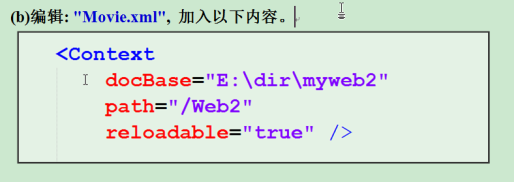 (b)编辑: "Movie.xml", 加入以下内容。
<Context
docBase="E:\dir\myweb2"
path="/Web2"
reloadable="true" />